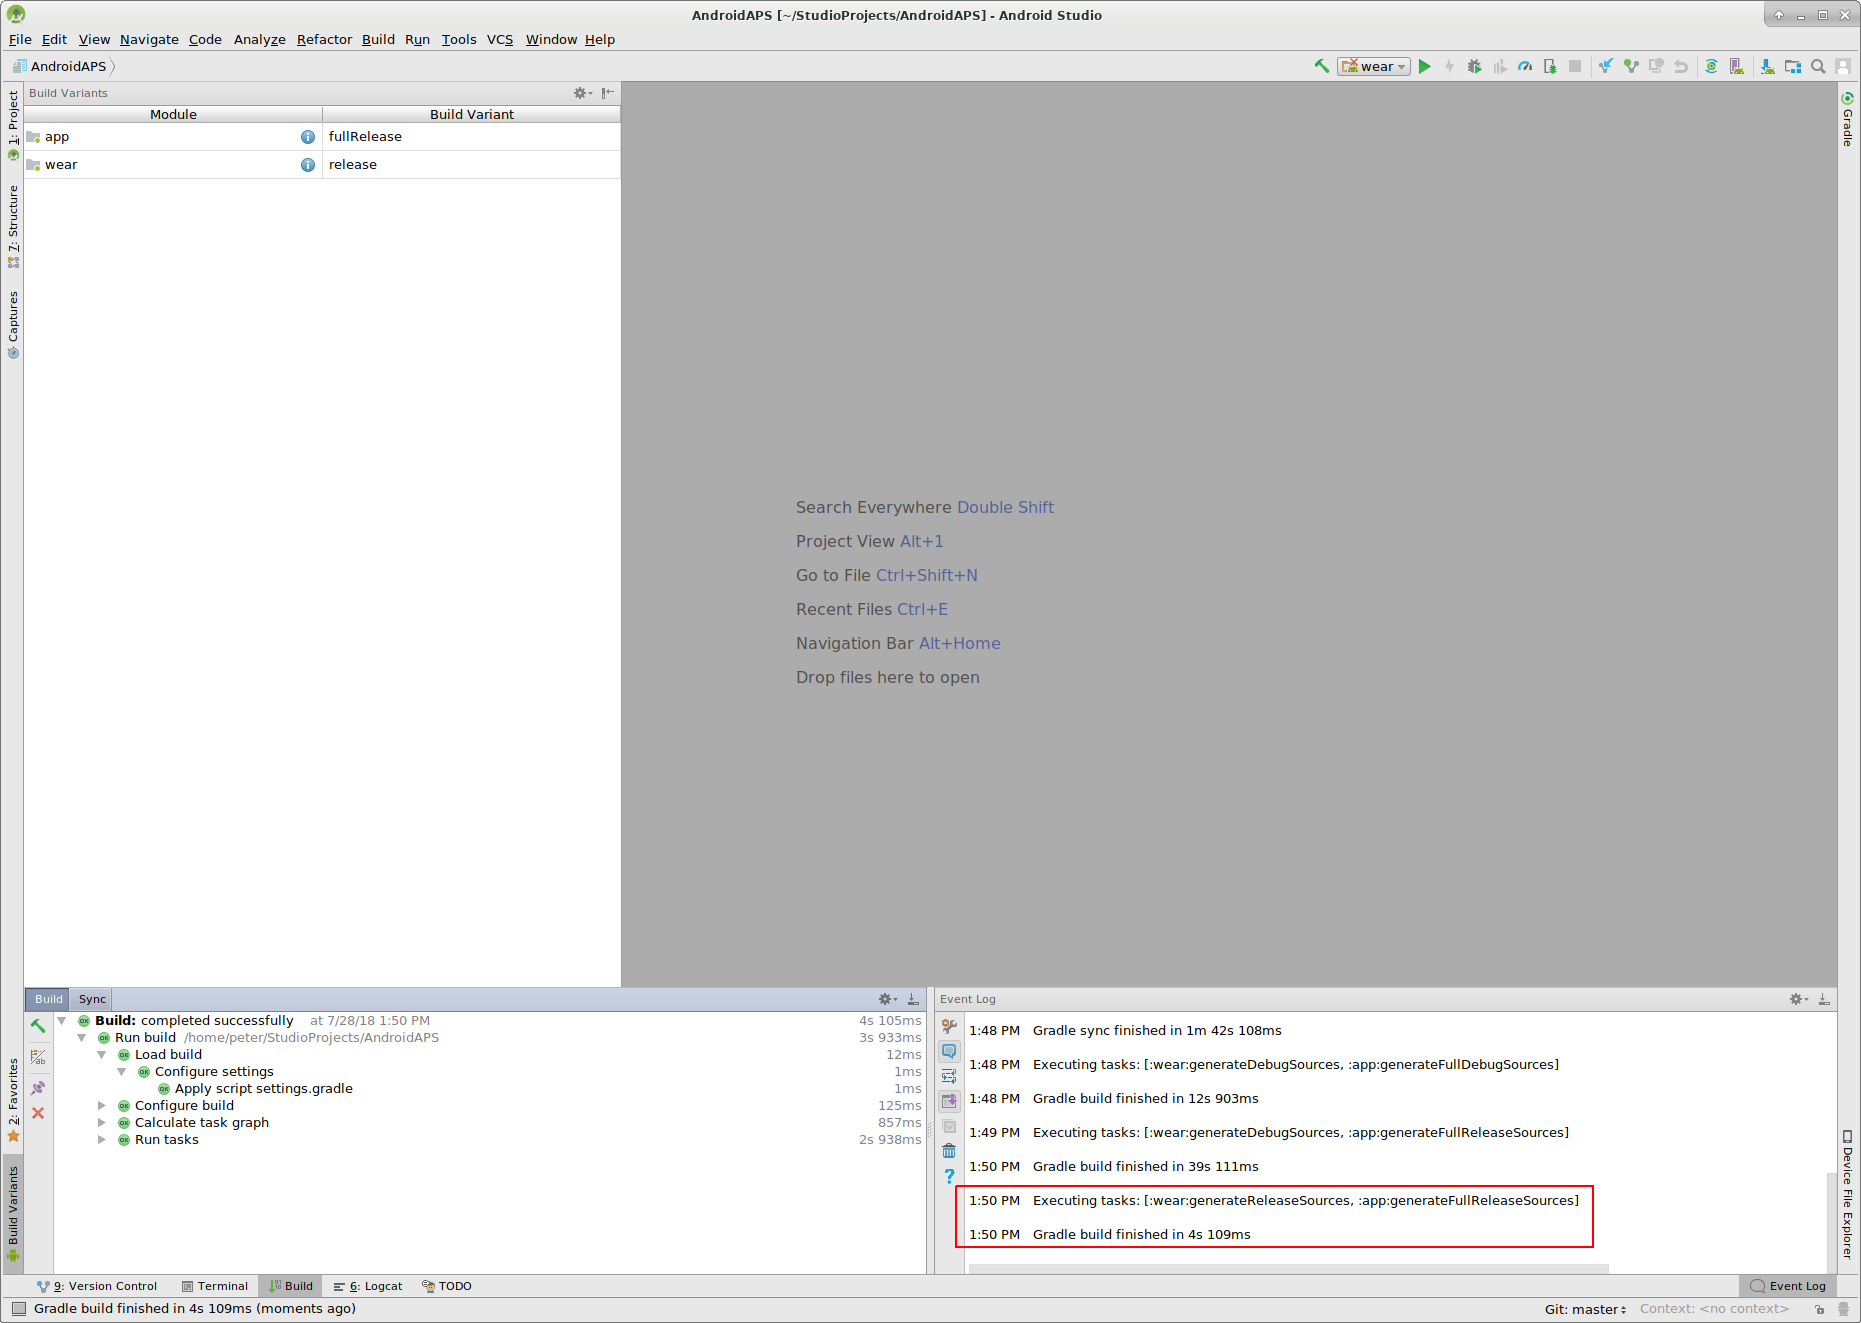 AndroidAPS [~/StudioProjects/AndroidAPS] - Android Studio
File Edit View Navigate Code Analyze Refactor Build Run Tools VCS Window Help
AndroidAPS
wear
Build Variants
Module Build Variant
app fullRelease
wear release
1: Project
7: Structure
Captures
2: Favorites
Build Variants
Gradle
Device File Explorer
Search Everywhere Double Shift
Project View Alt+1
Go to File Ctrl+Shift+N
Recent Files Ctrl+E
Navigation Bar Alt+Home
Drop files here to open
Build Sync
Build: completed successfully at 7/28/18 1:50 PM 4s 105ms
Run build /home/peter/StudioProjects/AndroidAPS 3s 933ms
Load build 12ms
Configure settings 1ms
Apply script settings.gradle 1ms
Configure build 125ms
Calculate task graph 857ms
Run tasks 2s 938ms
Event Log
1:48 PM Gradle sync finished in 1m 42s 108ms
1:48 PM Executing tasks: [:wear:generateDebugSources, :app:generateFullDebugSources]
1:48 PM Gradle build finished in 12s 903ms
1:49 PM Executing tasks: [:wear:generateDebugSources, :app:generateFullReleaseSources]
1:50 PM Gradle build finished in 39s 111ms
1:50 PM Executing tasks: [:wear:generateReleaseSources, :app:generateFullReleaseSources]
1:50 PM Gradle build finished in 4s 109ms
9: Version Control Terminal Build 6: Logcat TODO Event Log
Gradle build finished in 4s 109ms (moments ago) Git: master Context: <no context>